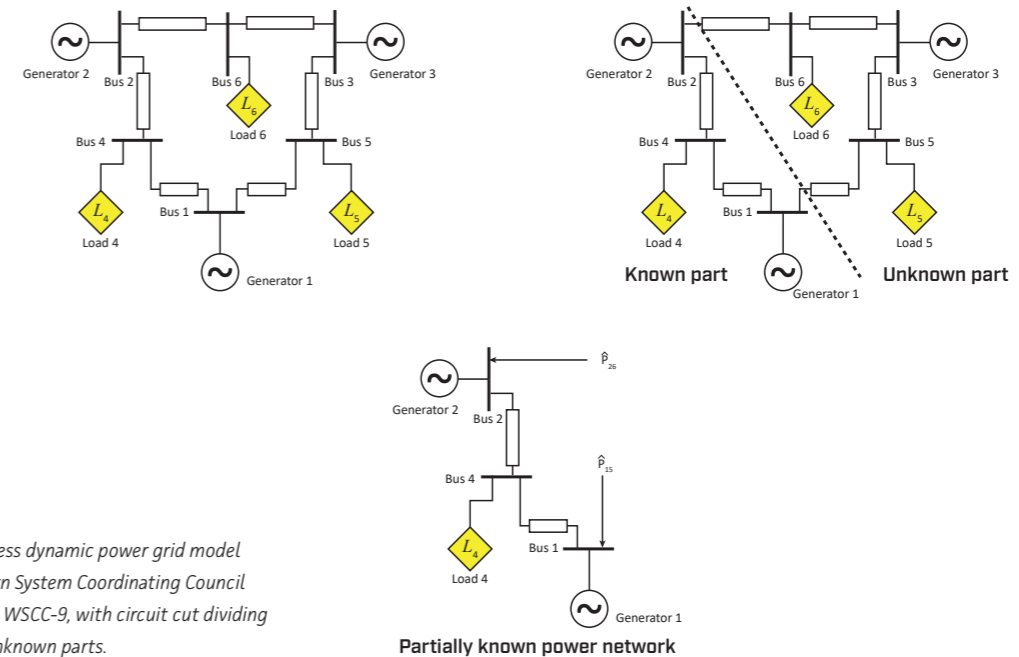 Generator 2
Bus 2
Bus 6
L6
Load 6
Bus 3
Generator 3
Bus 4
Bus 5
L4
Load 4
Bus 1
L5
Load 5
Generator 1
Generator 2
Bus 2
Bus 6
L6
Load 6
Bus 3
Generator 3
Bus 4
Bus 5
L4
Load 4
Bus 1
L5
Load 5
Known part
Unknown part
Generator 1
P̂26
Generator 2
Bus 2
P̂15
Bus 4
L4
Load 4
Bus 1
Generator 1
ess dynamic power grid model
n System Coordinating Council
WSCC-9, with circuit cut dividing
nknown parts.
Partially known power network